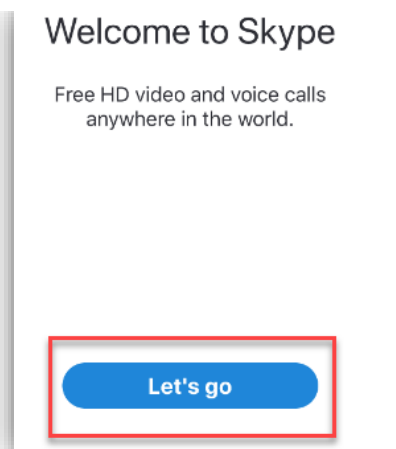 Welcome to Skype
Free HD video and voice calls
anywhere in the world.
Let's go